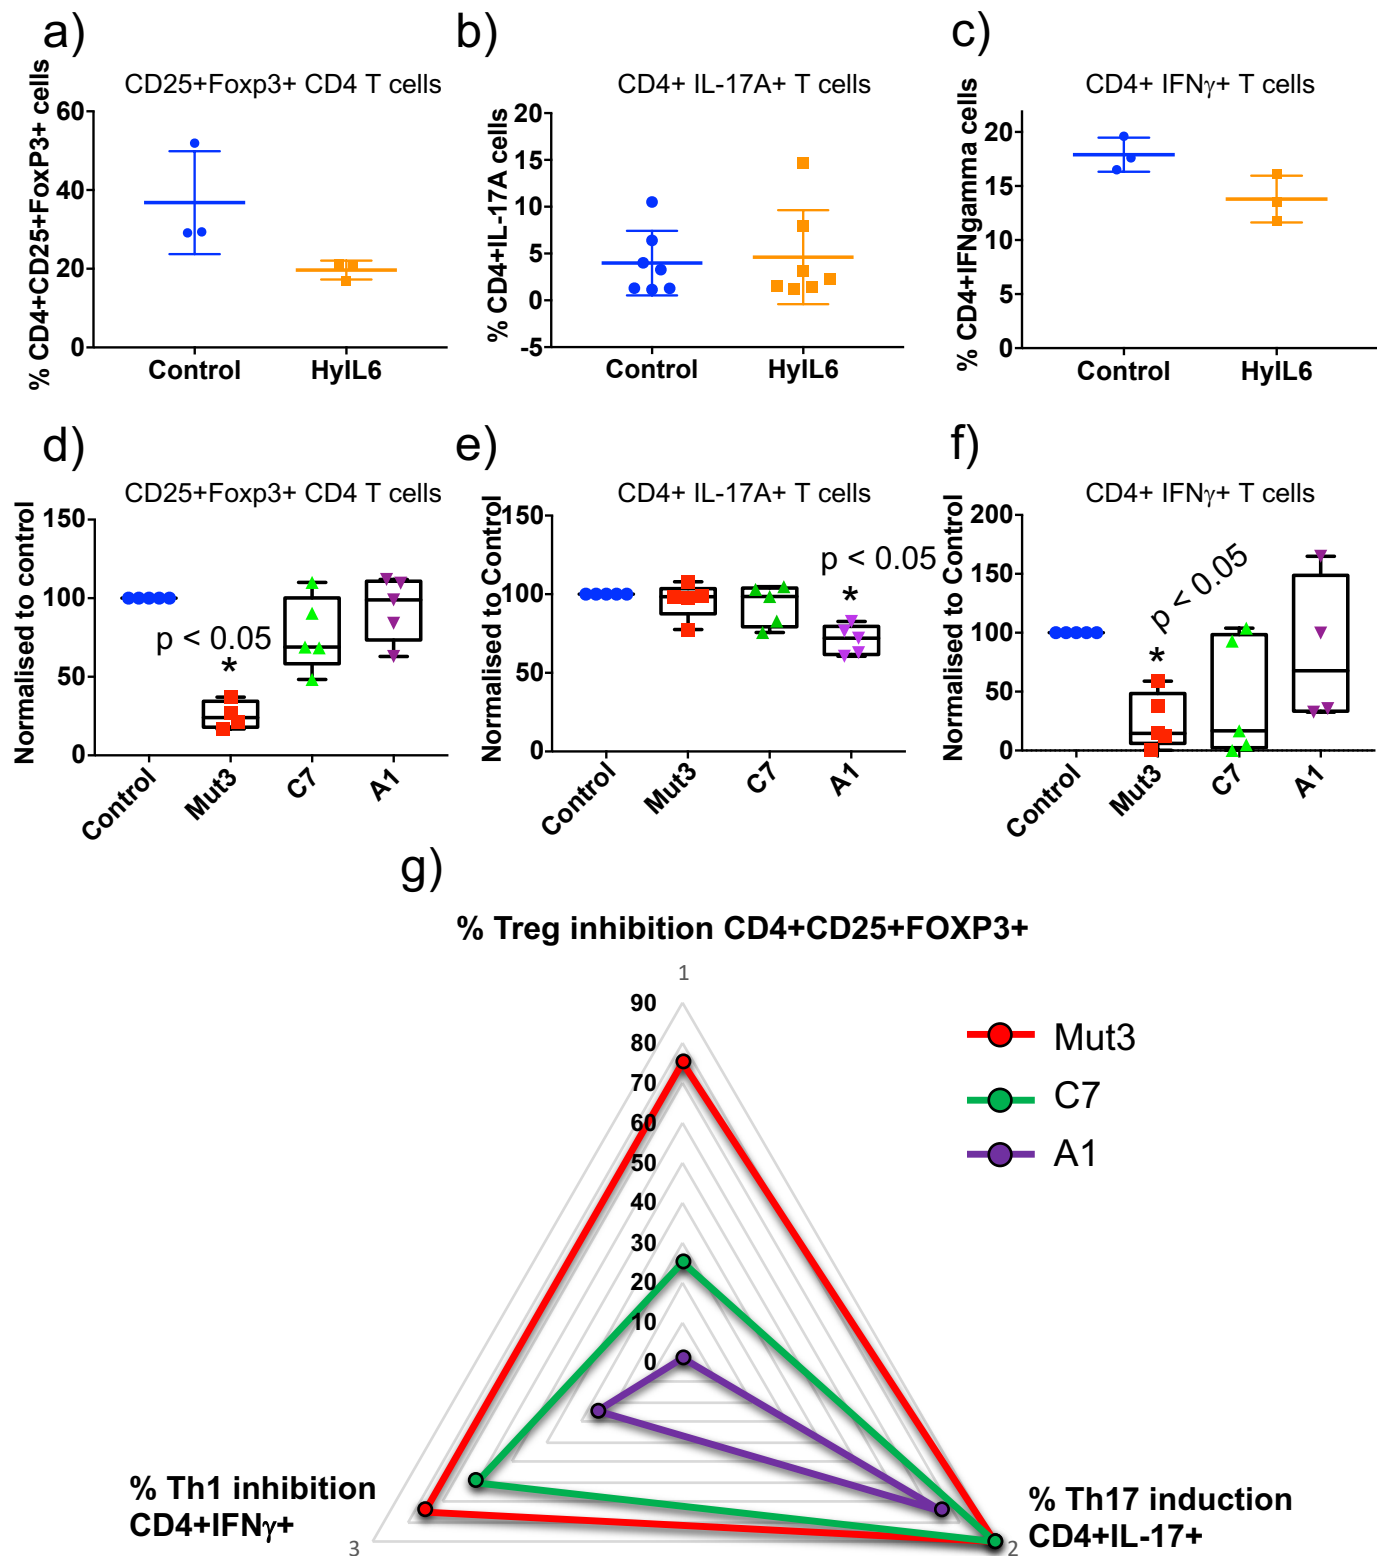 a)
CD25+Foxp3+ CD4 T cells
% CD4+CD25+FoxP3+ cells
60
40
20
0
Control
HyIL6
b)
CD4+ IL-17A+ T cells
% CD4+IL-17A cells
20
15
10
5
0
-5
Control
HyIL6
c)
CD4+ IFNγ+ T cells
% CD4+IFNgamma cells
20
15
10
5
0
Control
HyIL6
d)
CD25+Foxp3+ CD4 T cells
Normalised to control
150
100
50
0
p < 0.05
*
Control
Mut3
C7
A1
e)
CD4+ IL-17A+ T cells
Normalised to Control
150
100
50
0
p < 0.05
*
Control
Mut3
C7
A1
f)
CD4+ IFNγ+ T cells
Normalised to Control
200
150
100
50
0
p < 0.05
*
Control
Mut3
C7
A1
g)
% Treg inhibition CD4+CD25+FOXP3+
1
90
80
70
60
50
40
30
20
10
0
Mut3
C7
A1
% Th1 inhibition
CD4+IFNγ+
3
% Th17 induction
CD4+IL-17+
2